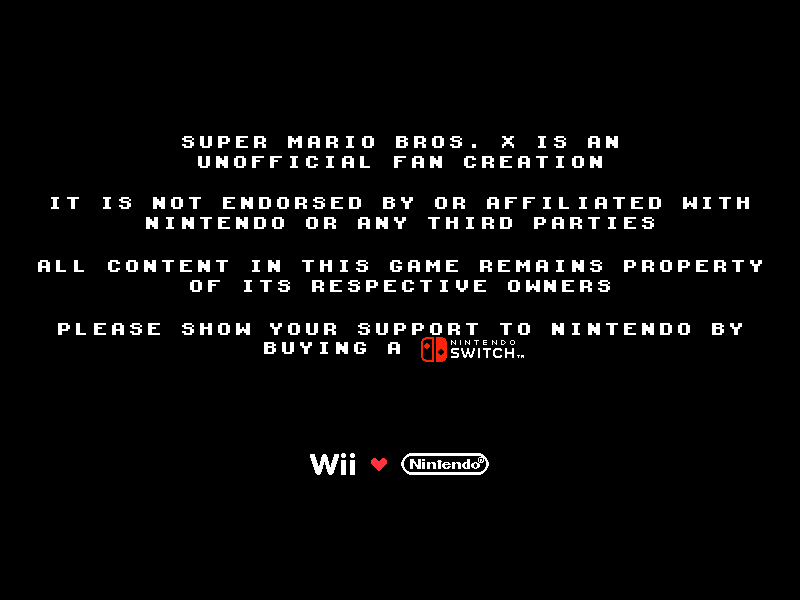 SUPER MARIO BROS. X IS AN
UNOFFICIAL FAN CREATION
IT IS NOT ENDORSED BY OR AFFILIATED WITH
NINTENDO OR ANY THIRD PARTIES
ALL CONTENT IN THIS GAME REMAINS PROPERTY
OF ITS RESPECTIVE OWNERS
PLEASE SHOW YOUR SUPPORT TO NINTENDO BY
BUYING A NINTENDO SWITCH™
Wii ♥ Nintendo®